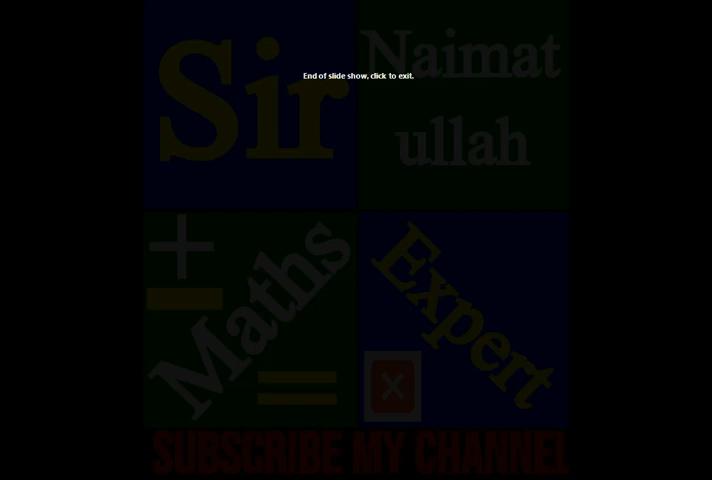 End of slide show, click to exit.
Sir
Naimat
ullah
Maths
Expert
SUBSCRIBE MY CHANNEL